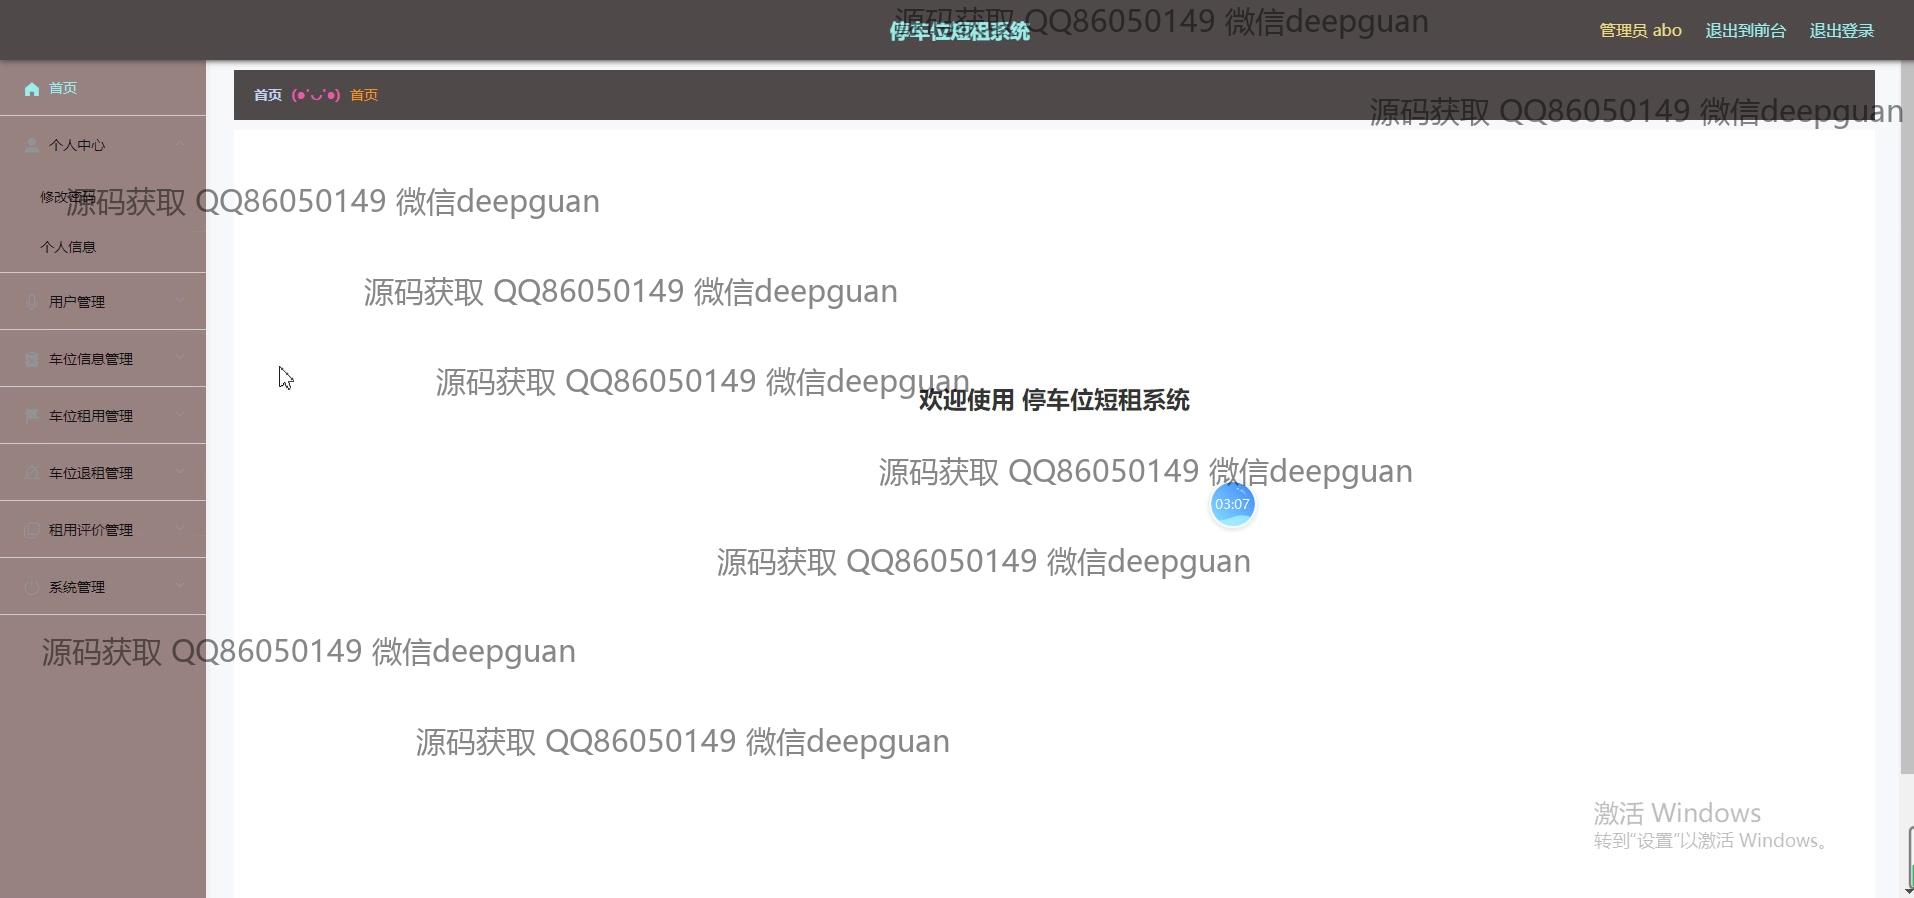 停车位短租系统
源码获取 QQ86050149 微信deepguan
管理员 abo 退出到前台 退出登录
首页
首页 (●'◡'●) 首页
源码获取 QQ86050149 微信deepguan
个人中心
修改密码
源码获取 QQ86050149 微信deepguan
个人信息
源码获取 QQ86050149 微信deepguan
用户管理
车位信息管理
源码获取 QQ86050149 微信deepguan
欢迎使用 停车位短租系统
车位租用管理
车位退租管理
源码获取 QQ86050149 微信deepguan
03:07
租用评价管理
源码获取 QQ86050149 微信deepguan
系统管理
源码获取 QQ86050149 微信deepguan
源码获取 QQ86050149 微信deepguan
激活 Windows
转到“设置”以激活 Windows。